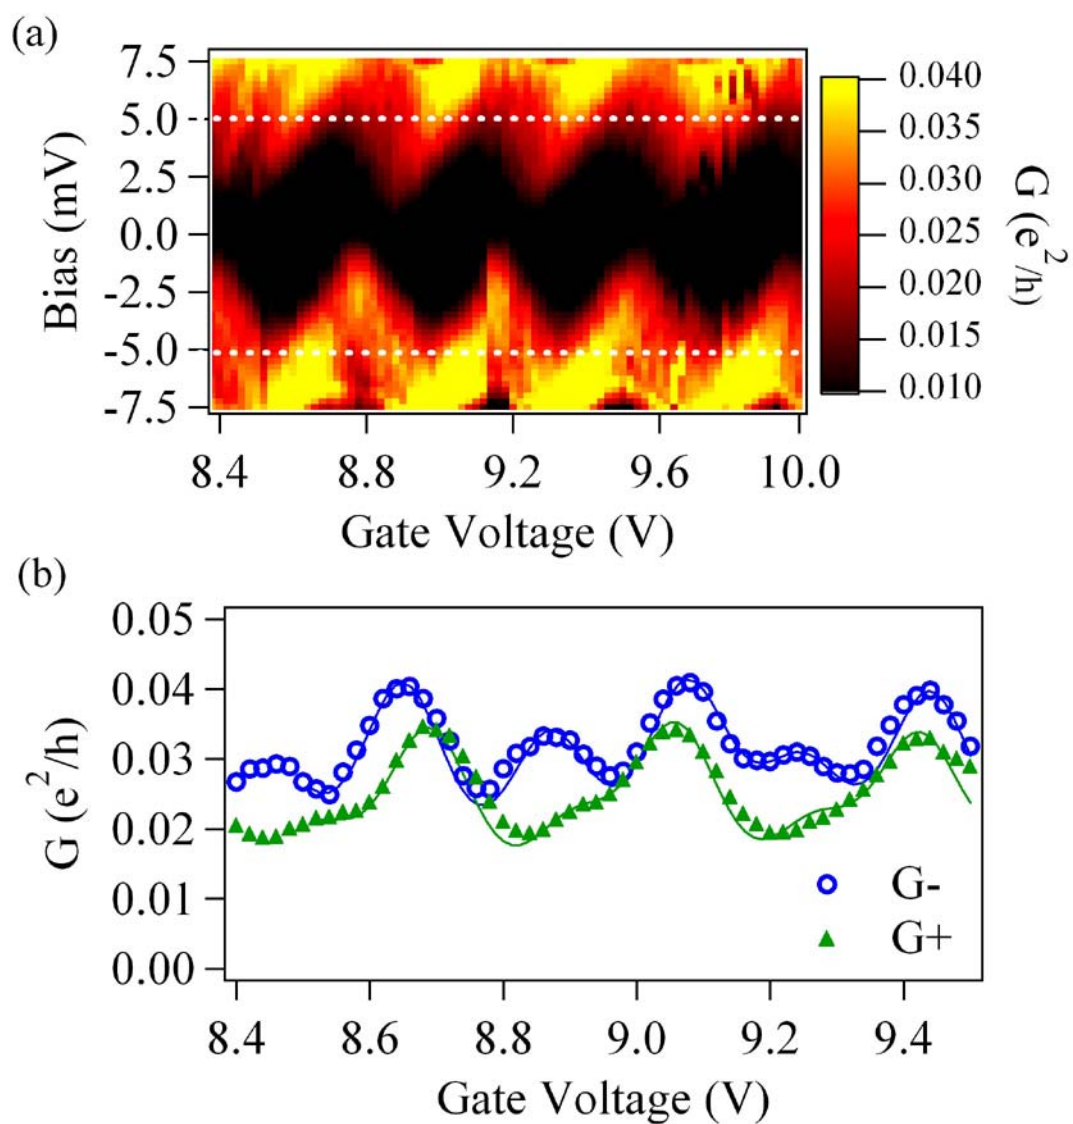 (a)
7.5
5.0
2.5
0.0
-2.5
-5.0
-7.5
Bias (mV)
8.4 8.8 9.2 9.6 10.0
Gate Voltage (V)
0.040
0.035
0.030
0.025
0.020
0.015
0.010
G (e²/h)
(b)
0.05
0.04
0.03
0.02
0.01
0.00
G (e²/h)
G-
G+
8.4 8.6 8.8 9.0 9.2 9.4
Gate Voltage (V)